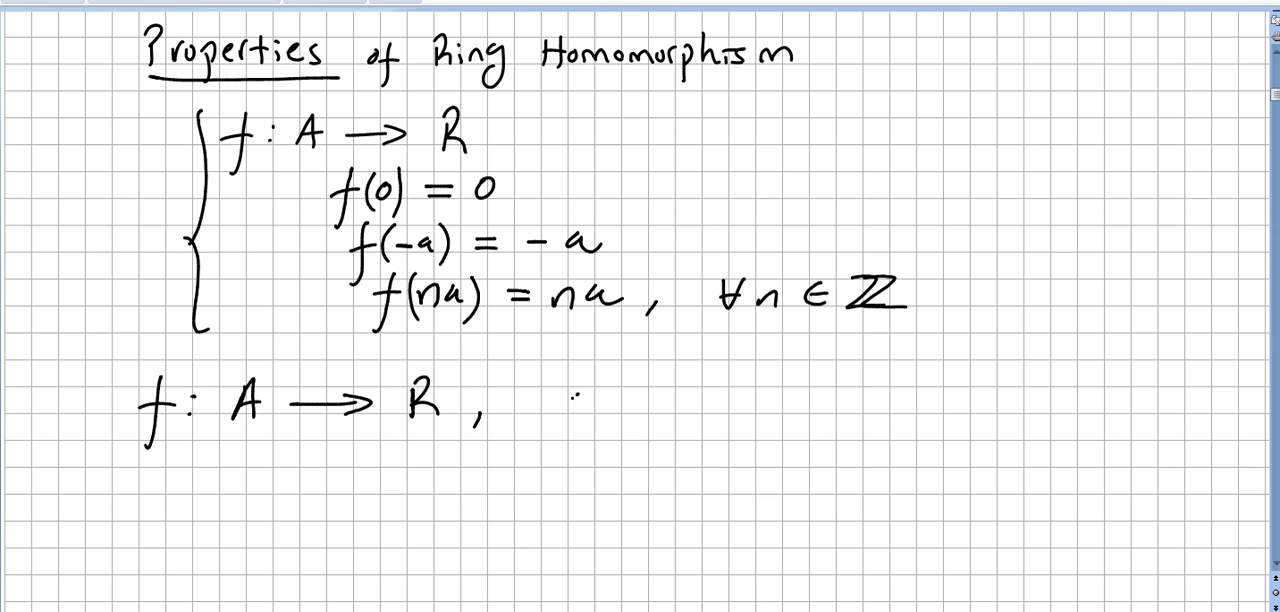 Properties of Ring Homomorphism
f : A → R
f(0) = 0
f(-a) = - a
f(na) = na , ∀ n ∈ ℤ
f : A → R ,